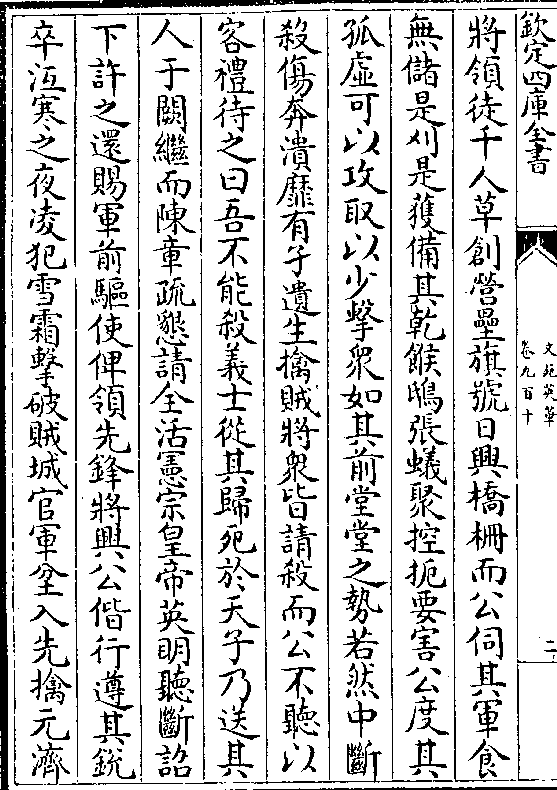 欽定四庫全書
文苑英華
卷九百十
二
將領徒千人草創營壘旗號日興橋柵而公伺其軍食
無儲是刈是獲備其乾餱鴟張蟻聚控扼要害公度其
孤虛可以攻取以少擊衆如其前堂堂之勢若然中斷
殺傷奔潰靡有孑遺生擒賊將衆皆請殺而公不聽以
客禮待之曰吾不能殺義士從其歸死於天子乃送其
人于闕繼而陳章疏懇請全活憲宗皇帝英明聽斷詔
下許之還賜軍前驅使俾領先鋒將與公偕行遵其銳
卒沍寒之夜凌犯雪霜擊破賊城官軍坌入先擒元濟